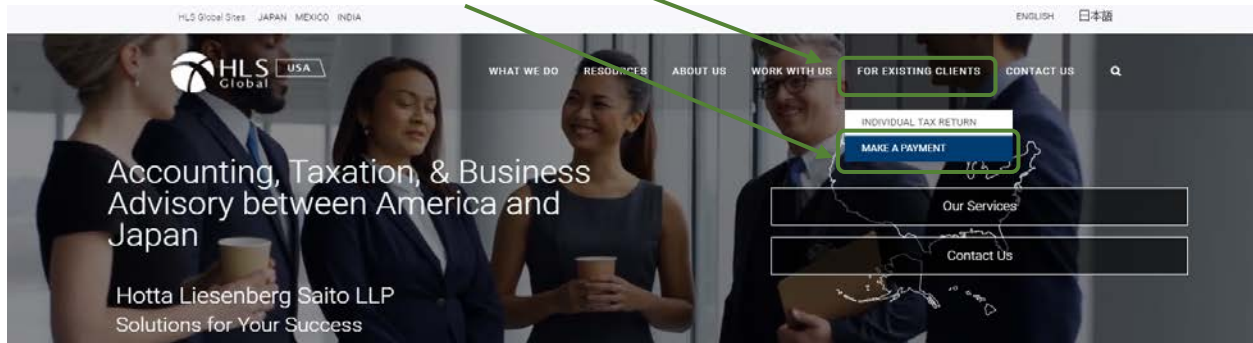 HLS Global Sites JAPAN MEXICO INDIA
ENGLISH 日本語
HLS USA
Global
WHAT WE DO RESOURCES ABOUT US WORK WITH US FOR EXISTING CLIENTS CONTACT US
INDIVIDUAL TAX RETURN
MAKE A PAYMENT
Accounting, Taxation, & Business
Advisory between America and
Japan
Our Services
Contact Us
Hotta Liesenberg Saito LLP
Solutions for Your Success